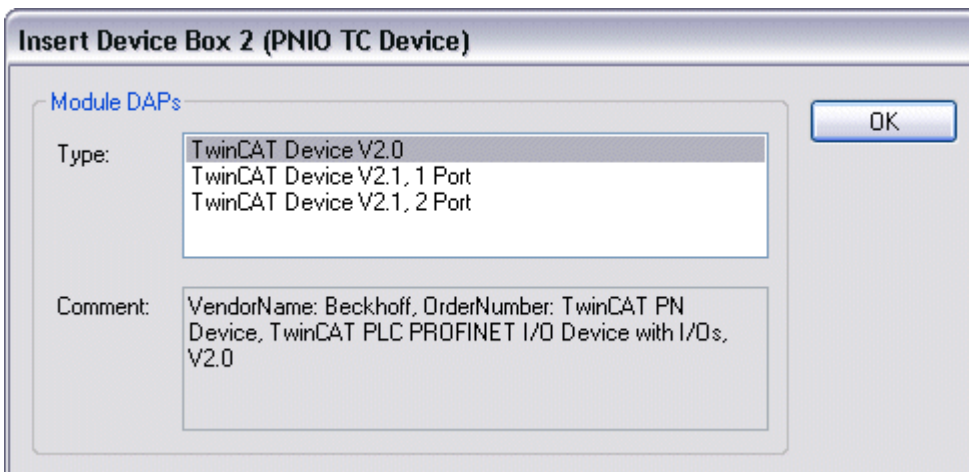 Insert Device Box 2 (PNIO TC Device)
Module DAPs
OK
Type:
TwinCAT Device V2.0
TwinCAT Device V2.1, 1 Port
TwinCAT Device V2.1, 2 Port
Comment:
VendorName: Beckhoff, OrderNumber: TwinCAT PN
Device, TwinCAT PLC PROFINET I/O Device with I/Os,
V2.0